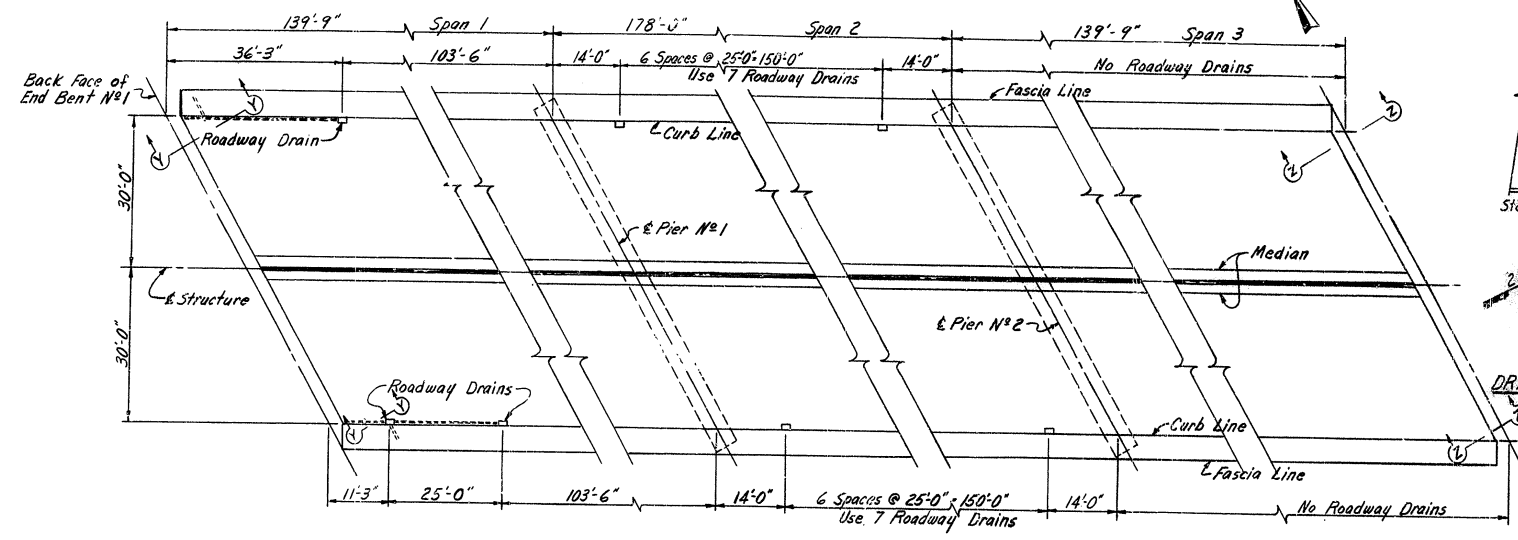 139'-9" Span 1
178'-0" Span 2
139'-9" Span 3
36'-3"
103'-6"
14'-0"
6 Spaces @ 25'-0"=150'-0"
Use 7 Roadway Drains
14'-0"
No Roadway Drains
Back Face of
End Bent Nº1
Fascia Line
Y
Roadway Drain
Curb Line
Z
Y
Z
30'-0"
℄ Pier Nº1
Median
℄ Structure
℄ Pier Nº2
30'-0"
Roadway Drains
Y
Y
Curb Line
Z
Fascia Line
11'-3"
25'-0"
103'-6"
14'-0"
6 Spaces @ 25'-0"=150'-0"
Use 7 Roadway Drains
14'-0"
No Roadway Drains